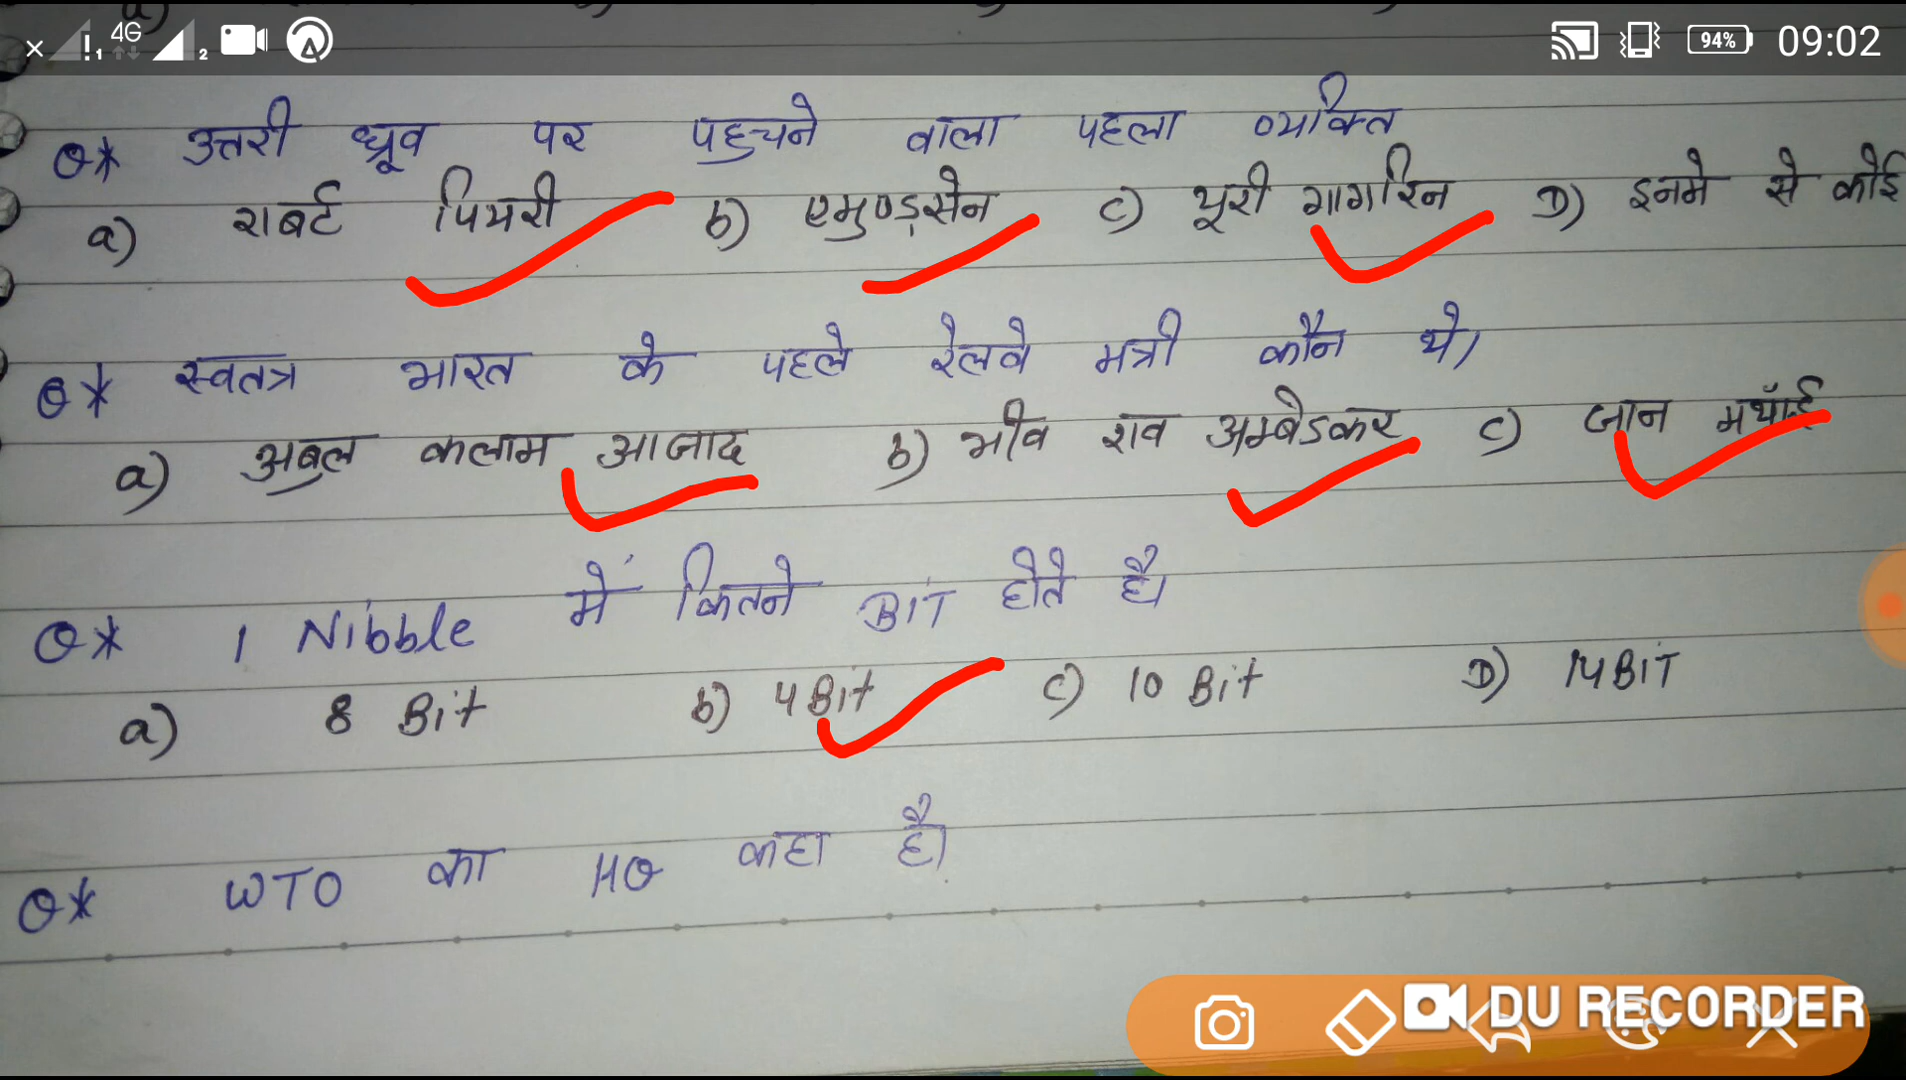 4G 94% 09:02
Q* उत्तरी ध्रूव पर पहुचने वाला पहला व्यक्ति
a) राबर्ट पियरी b) एमुण्ड़सेन c) यूरी गागरिन D) इनमे से कोई
Q* स्वतत्र भारत के पहले रेलवे मत्री कौन थे।
a) अबुल कलाम आजाद b) भीव राव अम्बेडकर c) जान मथाई
Q* 1 Nibble में कितने BIT होते है।
a) 8 Bit b) 4 Bit c) 10 Bit D) 14 BIT
Q* WTO का HQ कहा है।
DU RECORDER